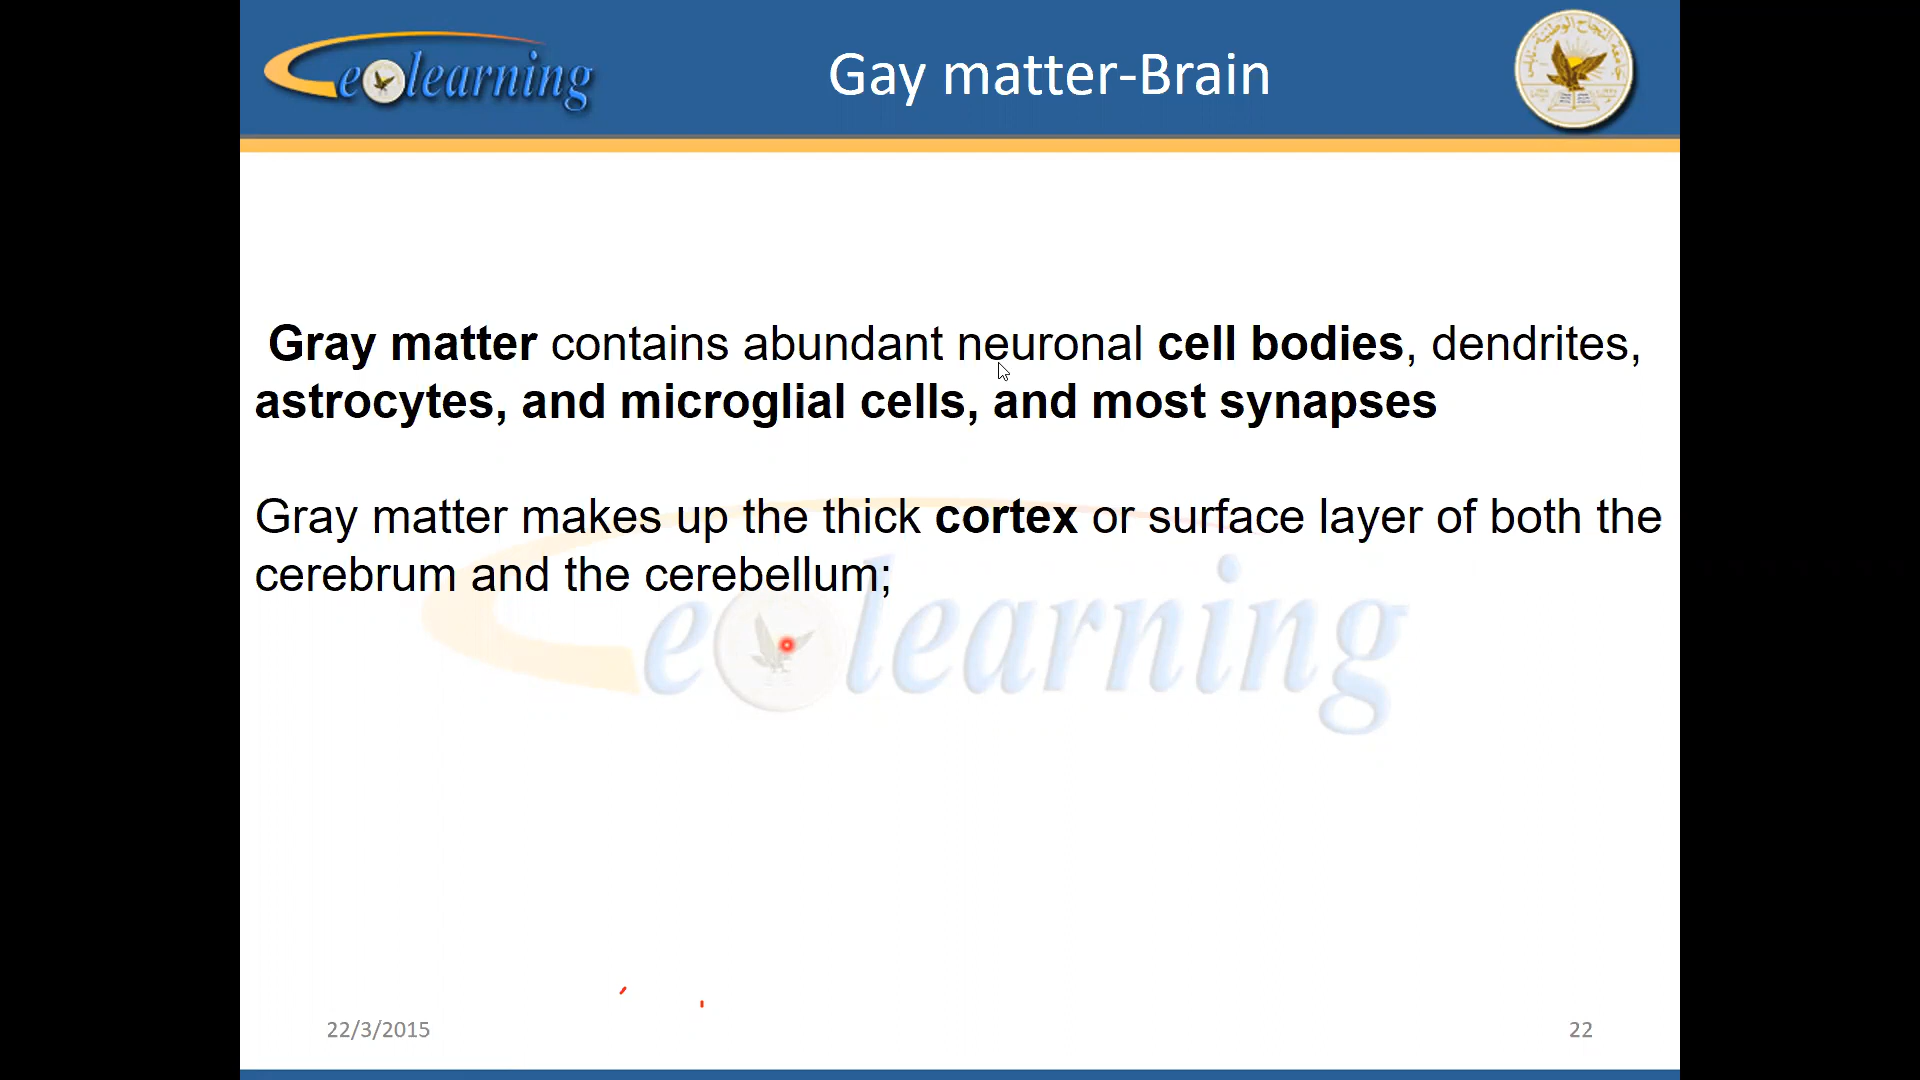 elearning
Gay matter-Brain
Gray matter contains abundant neuronal cell bodies, dendrites,
astrocytes, and microglial cells, and most synapses
Gray matter makes up the thick cortex or surface layer of both the
cerebrum and the cerebellum;
elearning
22/3/2015
22